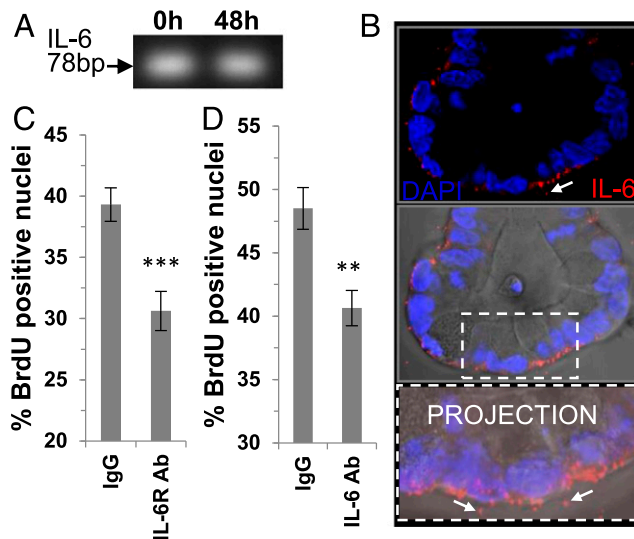 A
0h 48h
IL-6
78bp
B
DAPI
IL-6
PROJECTION
C
% BrdU positive nuclei
45
40
35
30
25
20
***
IgG
IL-6R Ab
D
% BrdU positive nuclei
55
50
45
40
35
30
**
IgG
IL-6 Ab